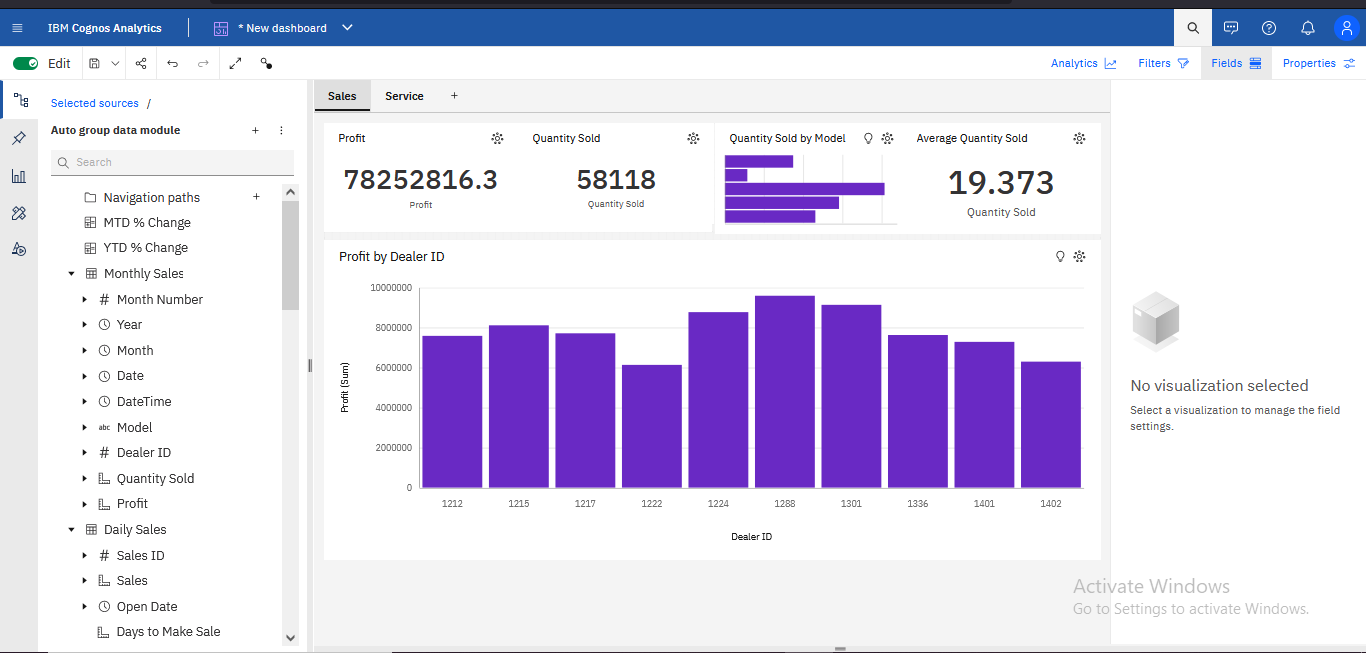 IBM Cognos Analytics
* New dashboard
Edit
Analytics
Filters
Fields
Properties
Selected sources /
Auto group data module
Search
Navigation paths
MTD % Change
YTD % Change
Monthly Sales
# Month Number
Year
Month
Date
DateTime
abc Model
# Dealer ID
Quantity Sold
Profit
Daily Sales
# Sales ID
Sales
Open Date
Days to Make Sale
Sales
Service
+
Profit
78252816.3
Profit
Quantity Sold
58118
Quantity Sold
Quantity Sold by Model
Average Quantity Sold
19.373
Quantity Sold
Profit by Dealer ID
Profit (Sum)
10000000
8000000
6000000
4000000
2000000
0
1212 1215 1217 1222 1224 1288 1301 1336 1401 1402
Dealer ID
No visualization selected
Select a visualization to manage the field
settings.
Activate Windows
Go to Settings to activate Windows.